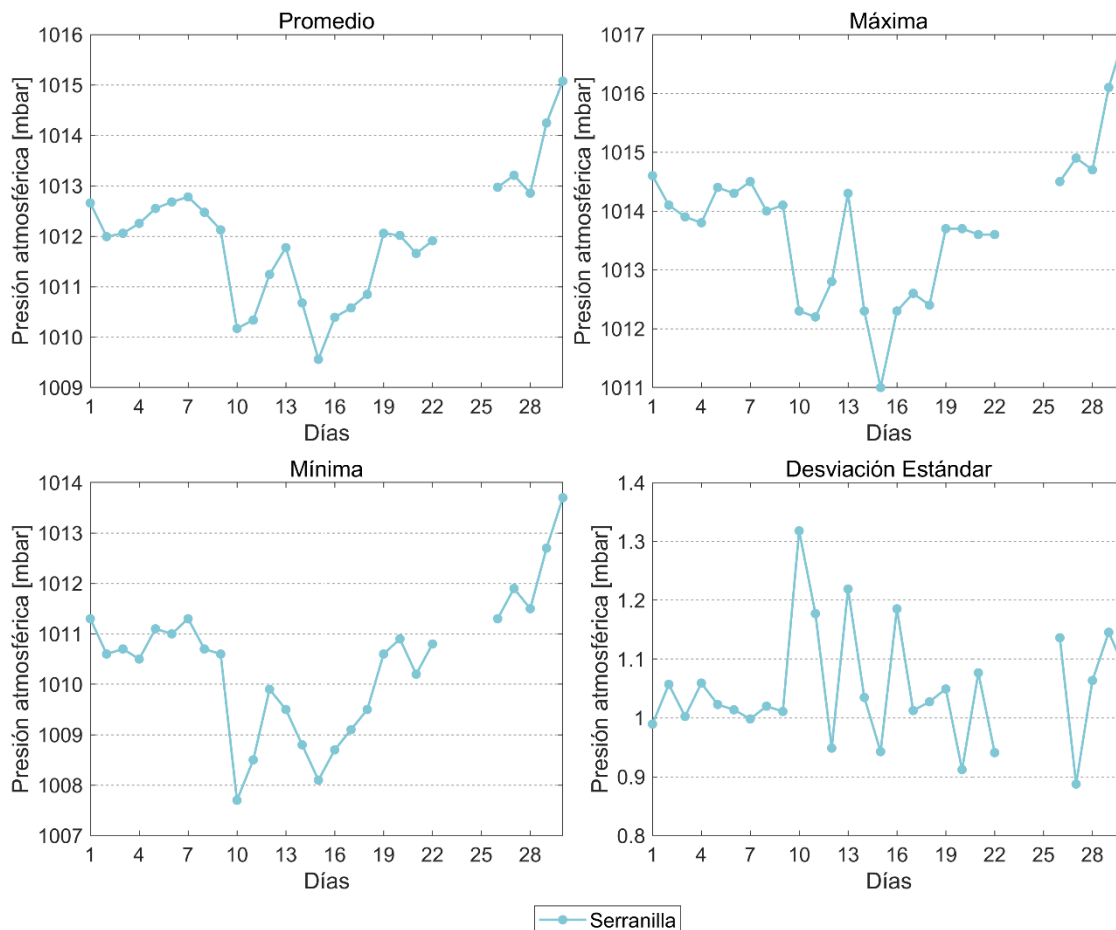 Promedio
Presión atmosférica [mbar]
1016
1015
1014
1013
1012
1011
1010
1009
1 4 7 10 13 16 19 22 25 28
Días
Máxima
Presión atmosférica [mbar]
1017
1016
1015
1014
1013
1012
1011
1 4 7 10 13 16 19 22 25 28
Días
Mínima
Presión atmosférica [mbar]
1014
1013
1012
1011
1010
1009
1008
1007
1 4 7 10 13 16 19 22 25 28
Días
Desviación Estándar
Presión atmosférica [mbar]
1.4
1.3
1.2
1.1
1
0.9
0.8
1 4 7 10 13 16 19 22 25 28
Días
Serranilla